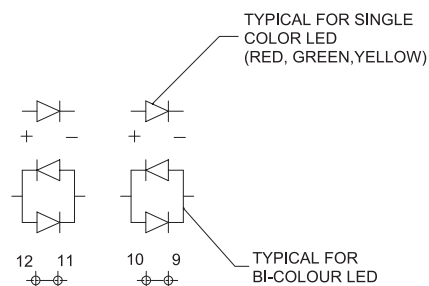 TYPICAL FOR SINGLE
COLOR LED
(RED, GREEN,YELLOW)
+ − + −
12 11 10 9
TYPICAL FOR
BI-COLOUR LED